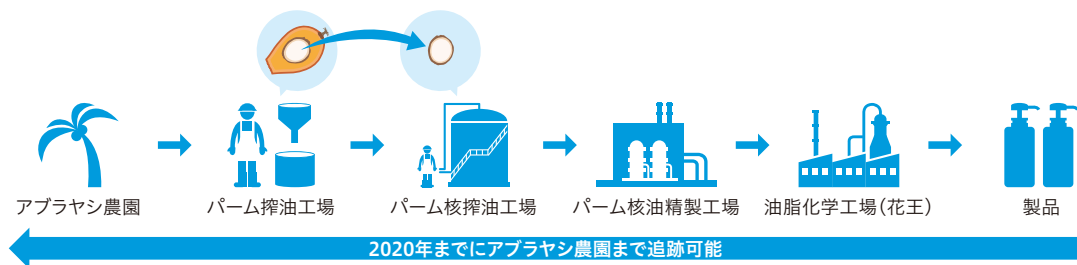 アブラヤシ農園
パーム搾油工場
パーム核搾油工場
パーム核油精製工場
油脂化学工場(花王)
製品
2020年までにアブラヤシ農園まで追跡可能